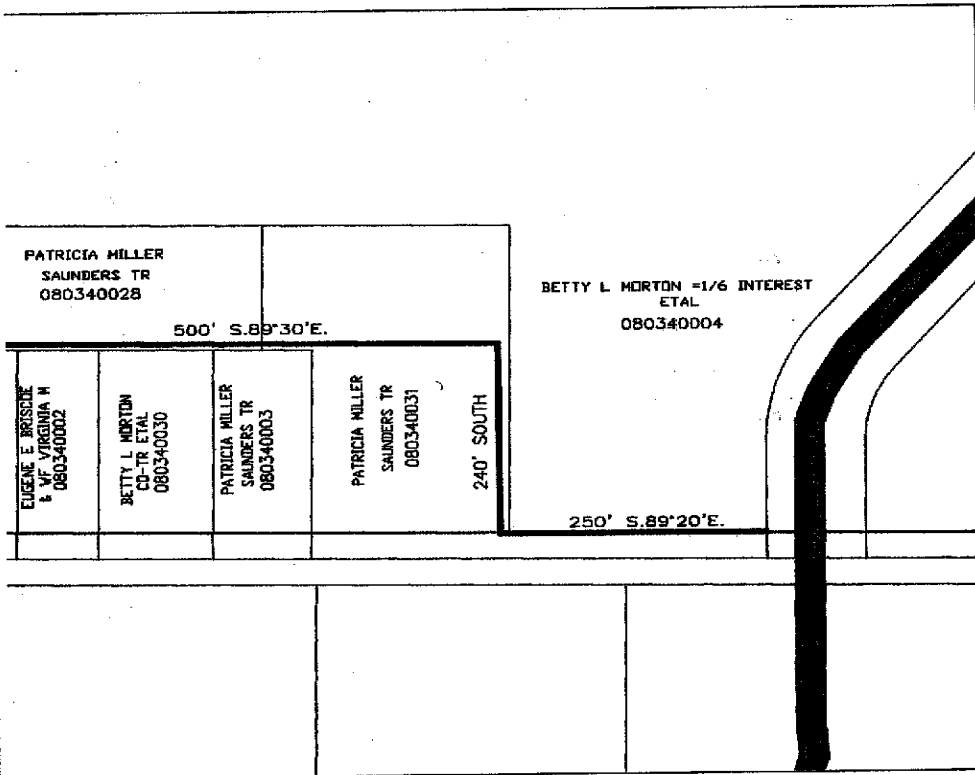 PATRICIA MILLER
SAUNDERS TR
080340028
BETTY L MORTON =1/6 INTEREST
ETAL
080340004
500' S.89°30'E.
EUGENE E BRISCOE
& WF VIRGINIA M
080340002
BETTY L MORTON
CO-TR ETAL
080340030
PATRICIA MILLER
SAUNDERS TR
080340003
PATRICIA MILLER
SAUNDERS TR
080340031
240' SOUTH
250' S.89°20'E.